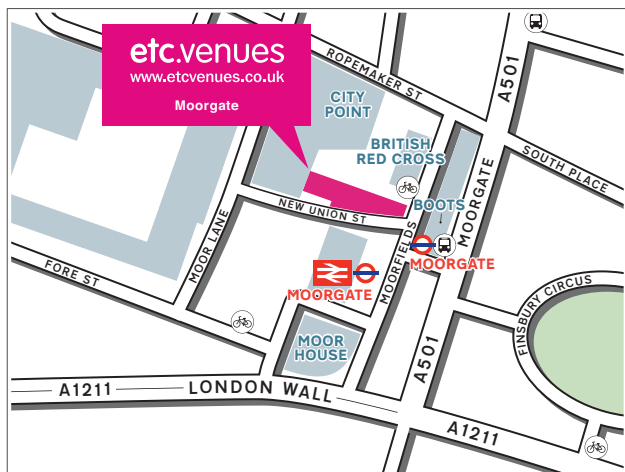 etc.venues
www.etcvenues.co.uk
Moorgate
ROPEMAKER ST
A501
CITY
POINT
BRITISH
RED CROSS
SOUTH PLACE
BOOTS
MOORGATE
NEW UNION ST
MOOR LANE
MOORFIELDS
MOORGATE
MOORGATE
FORE ST
FINSBURY CIRCUS
MOOR
HOUSE
A501
A1211
LONDON WALL
A1211